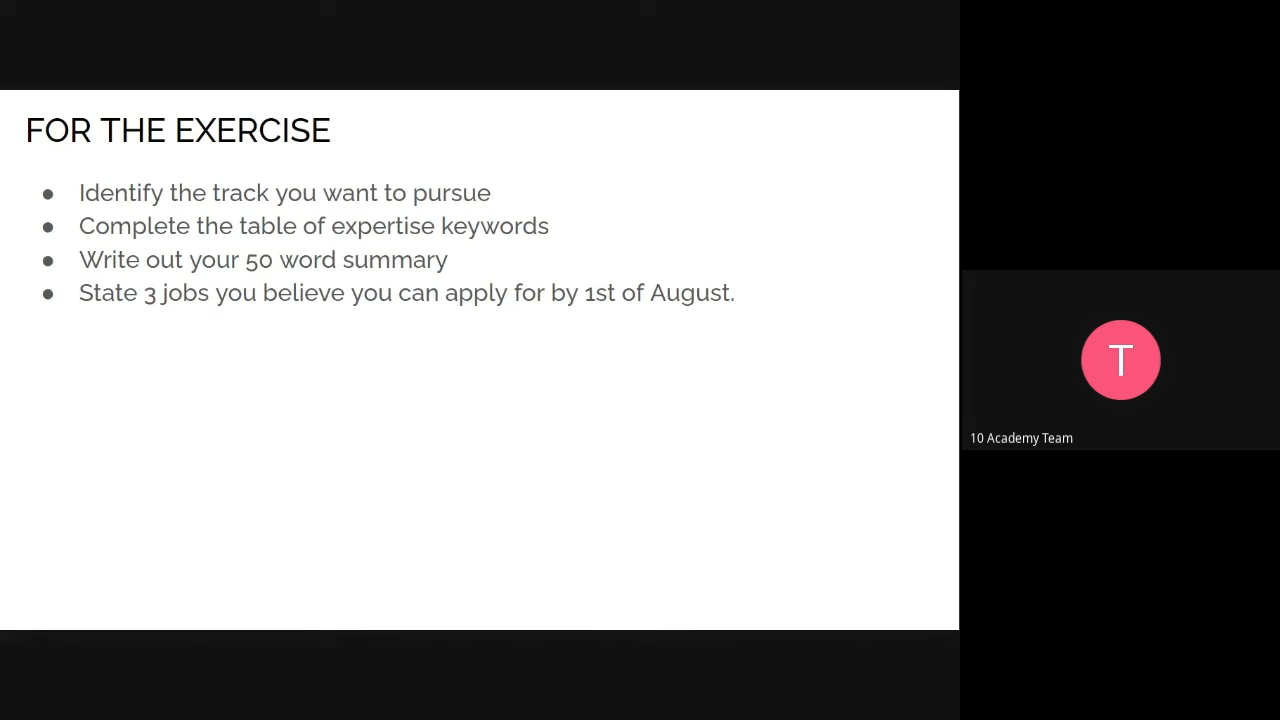 FOR THE EXERCISE
● Identify the track you want to pursue
● Complete the table of expertise keywords
● Write out your 50 word summary
● State 3 jobs you believe you can apply for by 1st of August.
T
10 Academy Team